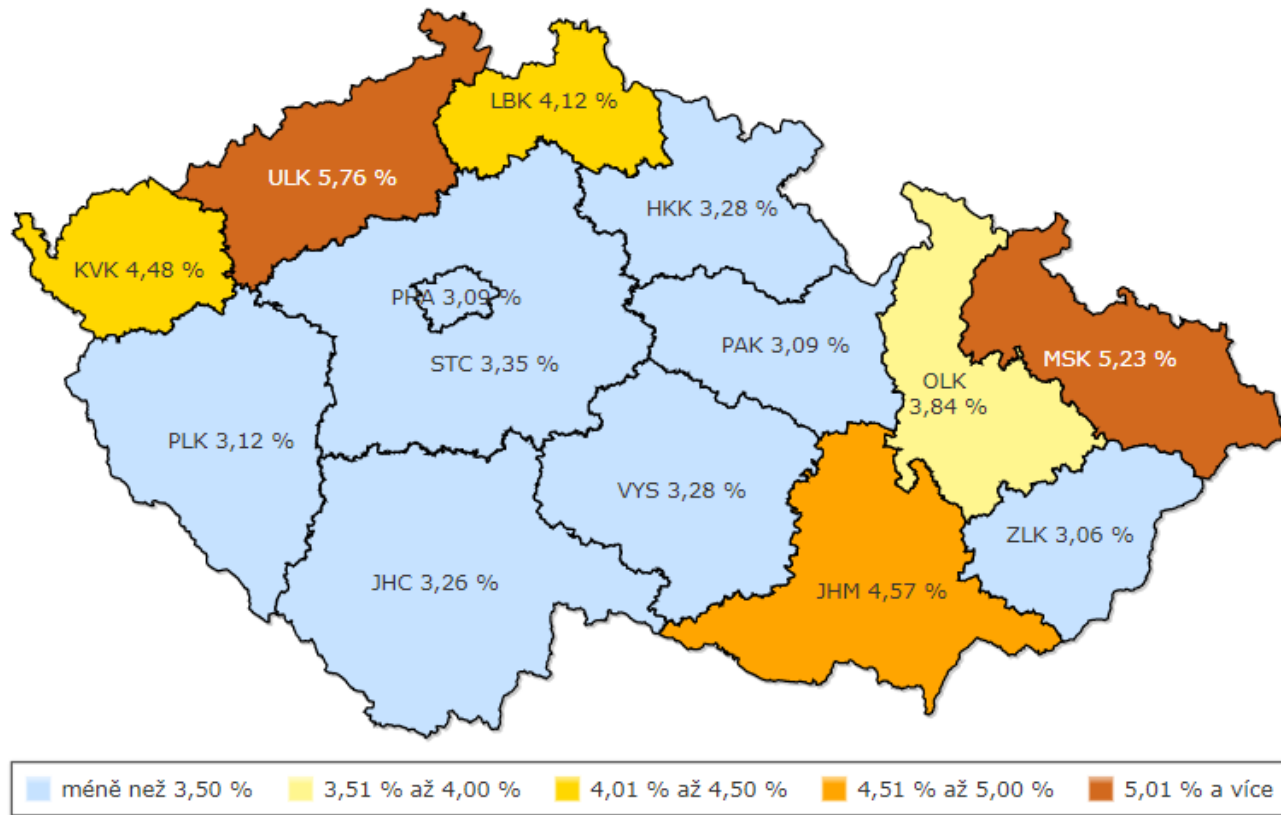 LBK 4,12 %
ULK 5,76 %
HKK 3,28 %
KVK 4,48 %
PHA 3,09 %
PAK 3,09 %
MSK 5,23 %
STC 3,35 %
OLK
3,84 %
PLK 3,12 %
VYS 3,28 %
ZLK 3,06 %
JHC 3,26 %
JHM 4,57 %
méně než 3,50 % 3,51 % až 4,00 % 4,01 % až 4,50 % 4,51 % až 5,00 % 5,01 % a více